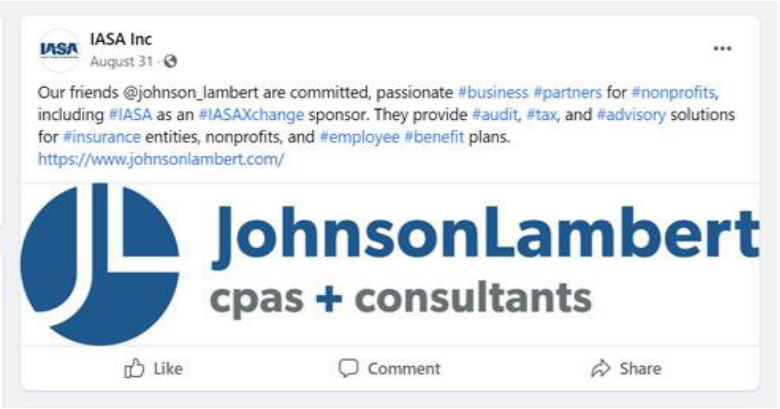 IASA
IASA Inc
August 31 ·
Our friends @johnson_lambert are committed, passionate #business #partners for #nonprofits,
including #IASA as an #IASAXchange sponsor. They provide #audit, #tax, and #advisory solutions
for #insurance entities, nonprofits, and #employee #benefit plans.
https://www.johnsonlambert.com/
JL
JohnsonLambert
cpas + consultants
Like
Comment
Share